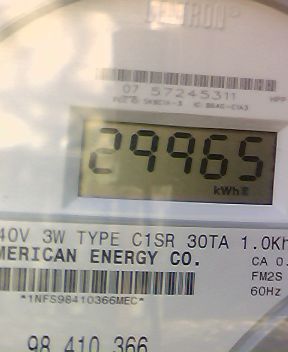 CENTRON®
07 57245311
29965
kWh
40V 3W TYPE C1SR 30TA 1.0Kh
MERICAN ENERGY CO.
CA 0.
FM2S
60Hz
*1NFS98410366MEC*
98 410 366